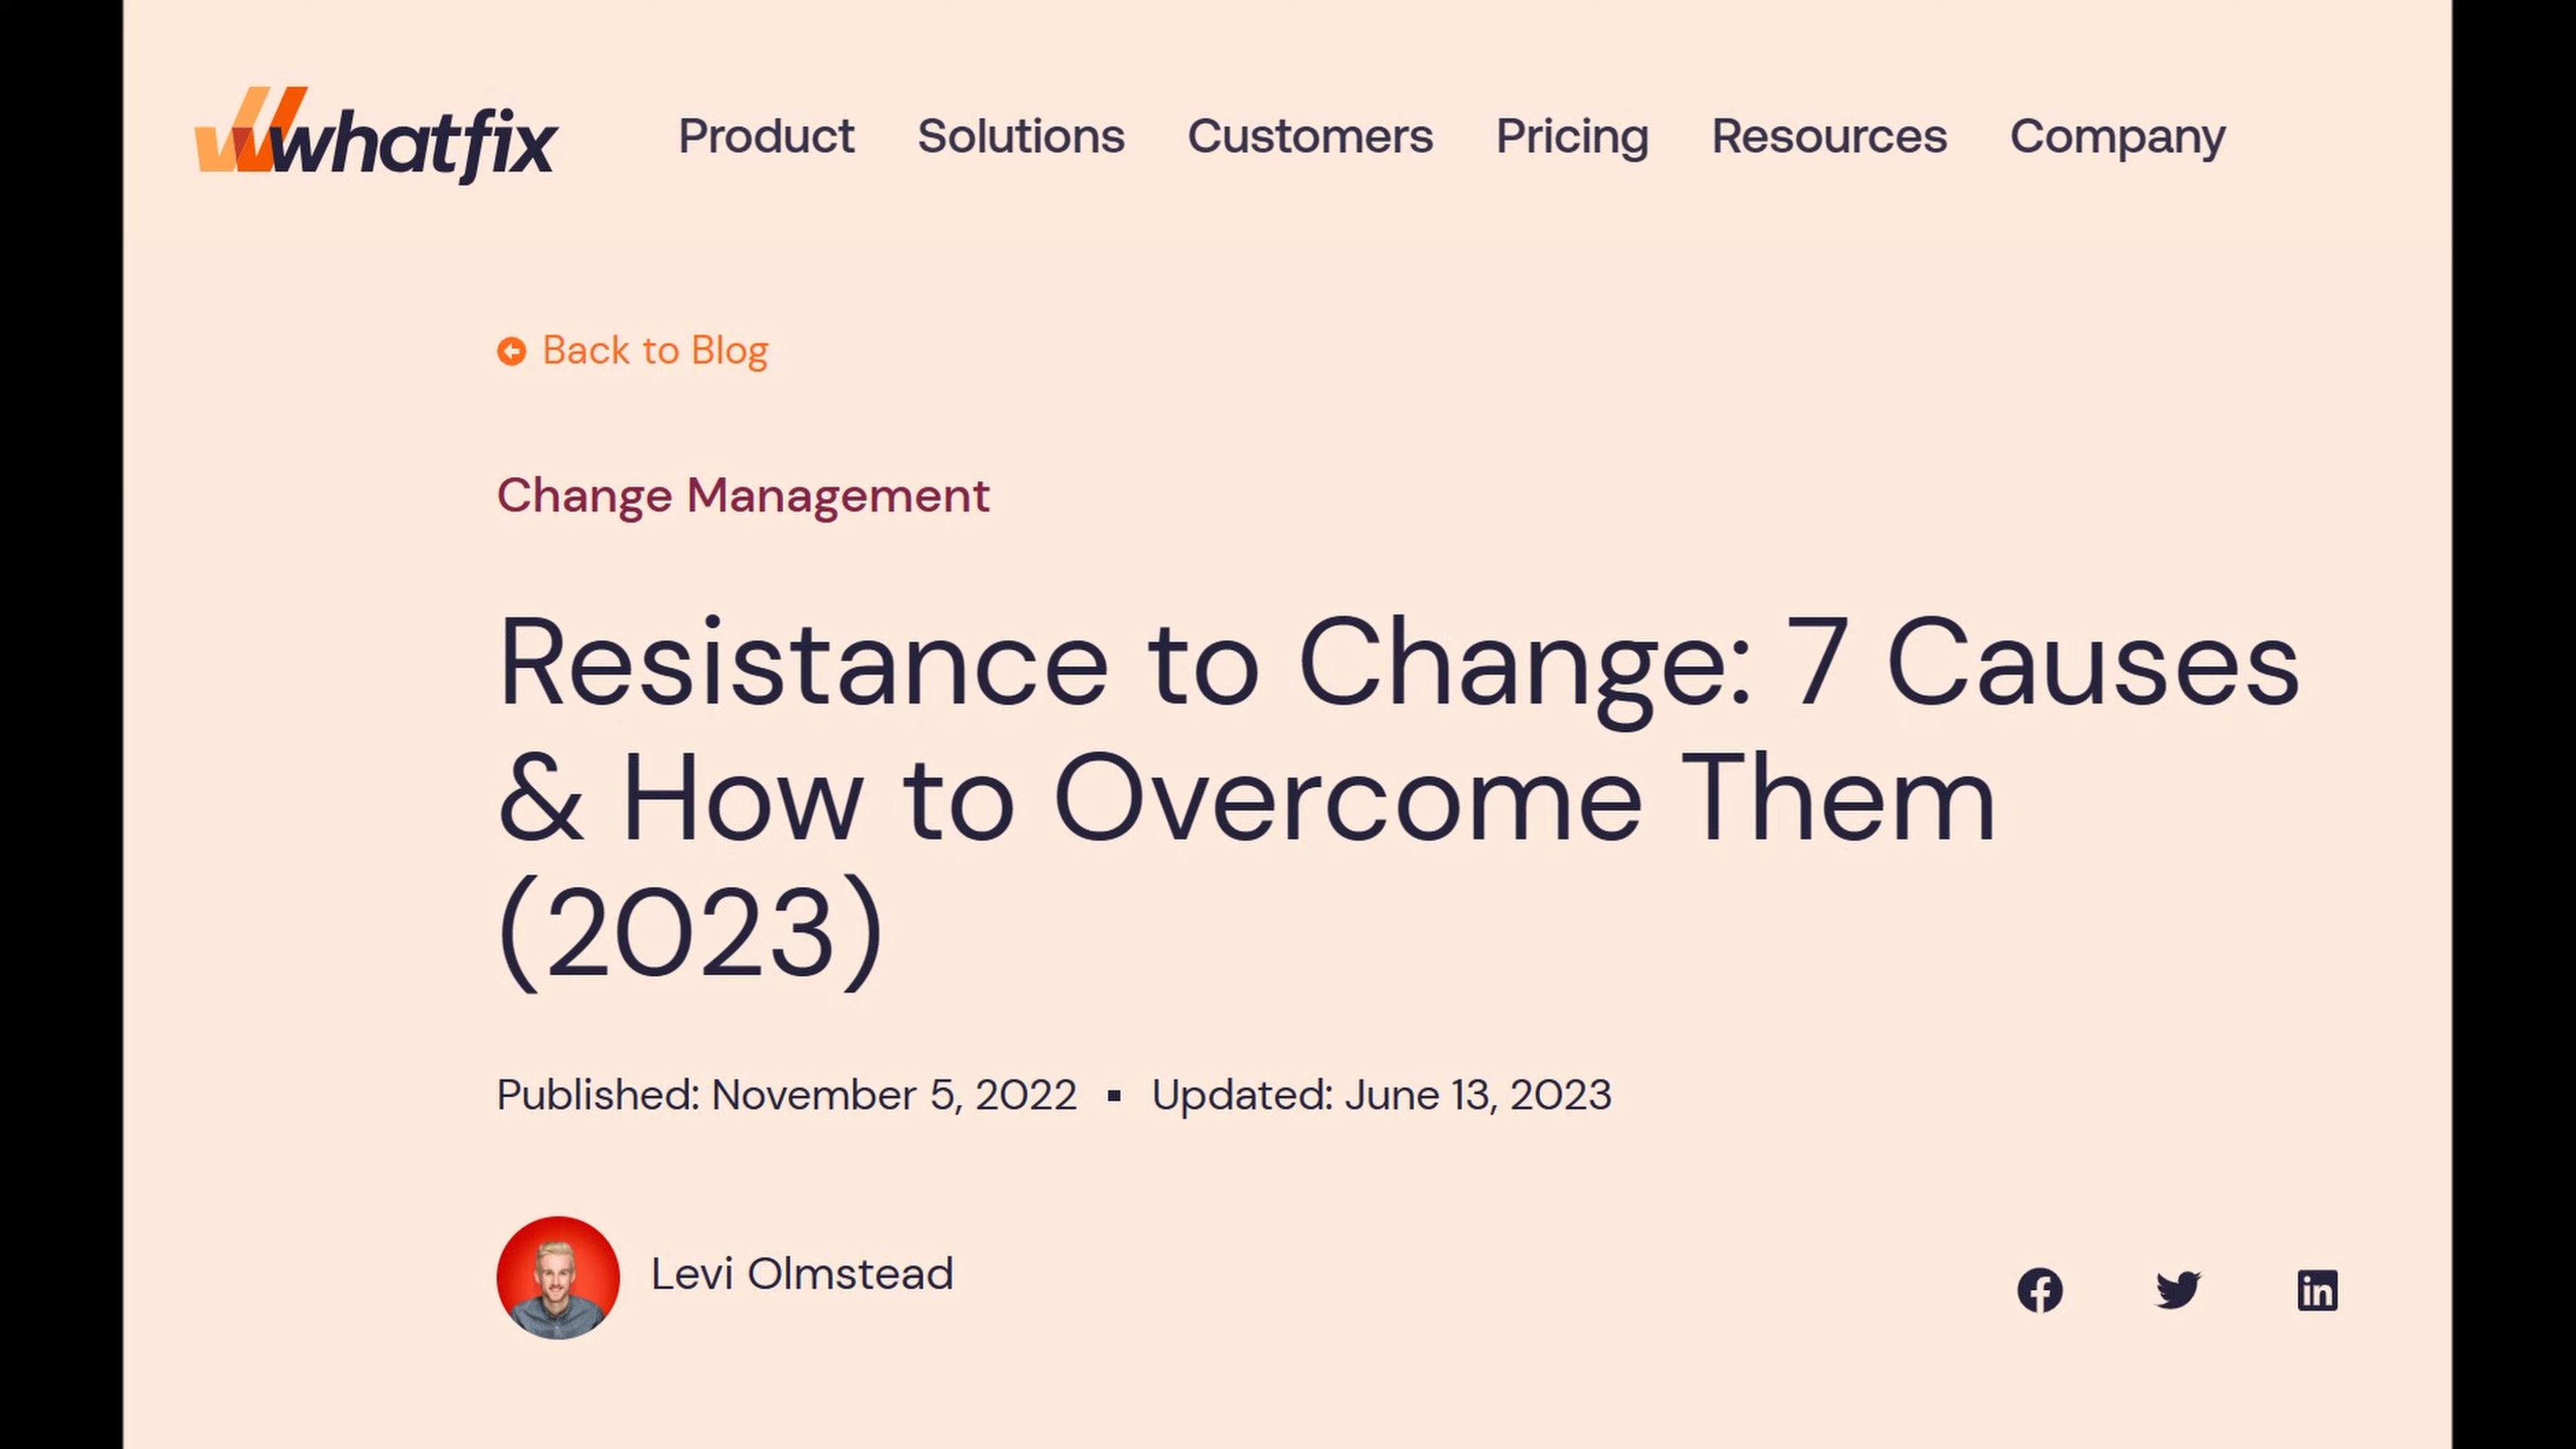 whatfix
Product Solutions Customers Pricing Resources Company
Back to Blog
Change Management
Resistance to Change: 7 Causes
& How to Overcome Them
(2023)
Published: November 5, 2022 ▪ Updated: June 13, 2023
Levi Olmstead